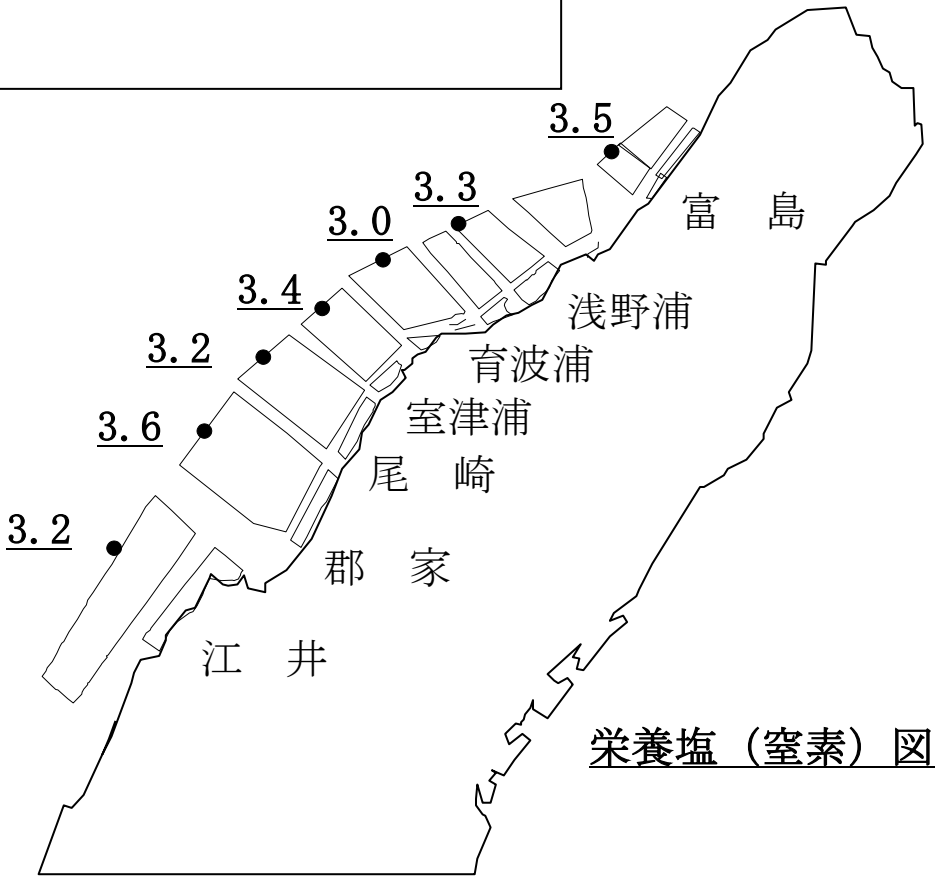 3.5
3.3
富　島
3.0
3.4
浅野浦
3.2
育波浦
3.6
室津浦
尾　崎
3.2
郡　家
江　井
栄養塩（窒素）図